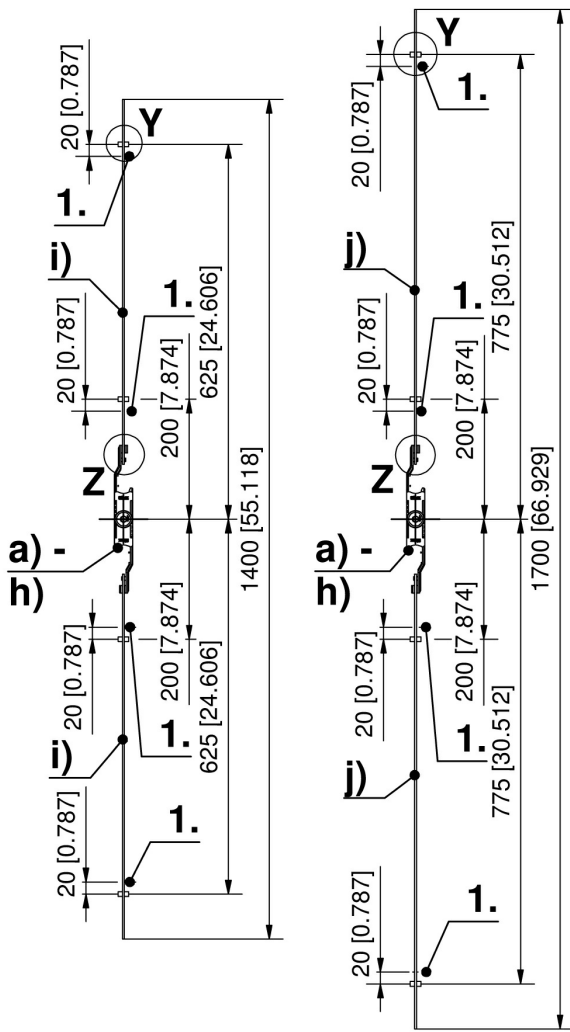 Y
20 [0.787]
1.
i)
1.
625 [24.606]
20 [0.787]
200 [7.874]
Z
1400 [55.118]
a) -
h)
200 [7.874]
20 [0.787]
1.
625 [24.606]
i)
1.
20 [0.787]
Y
1.
20 [0.787]
775 [30.512]
j)
1.
20 [0.787]
200 [7.874]
Z
1700 [66.929]
a) -
h)
200 [7.874]
20 [0.787]
1.
775 [30.512]
j)
1.
20 [0.787]